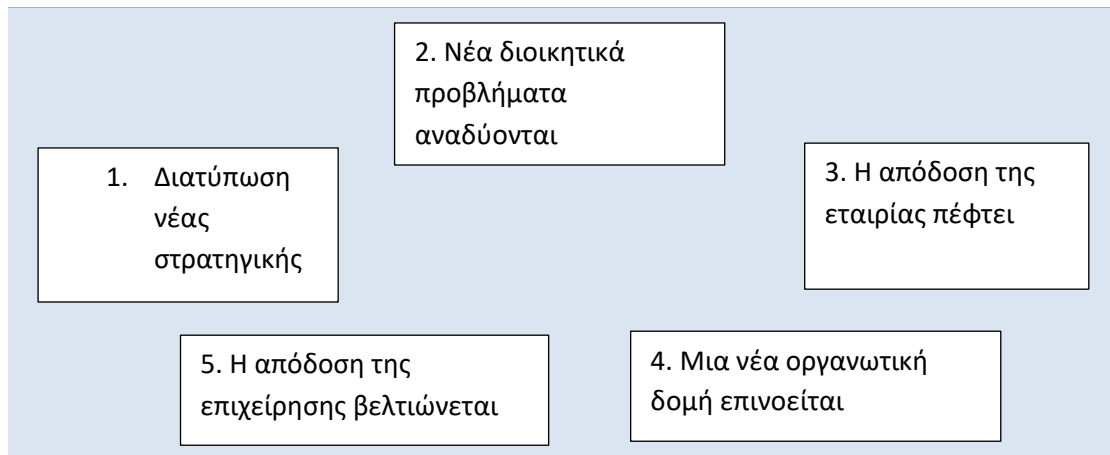 2. Νέα διοικητικά
προβλήματα
αναδύονται
1. Διατύπωση
νέας
στρατηγικής
3. Η απόδοση της
εταιρίας πέφτει
5. Η απόδοση της
επιχείρησης βελτιώνεται
4. Μια νέα οργανωτική
δομή επινοείται